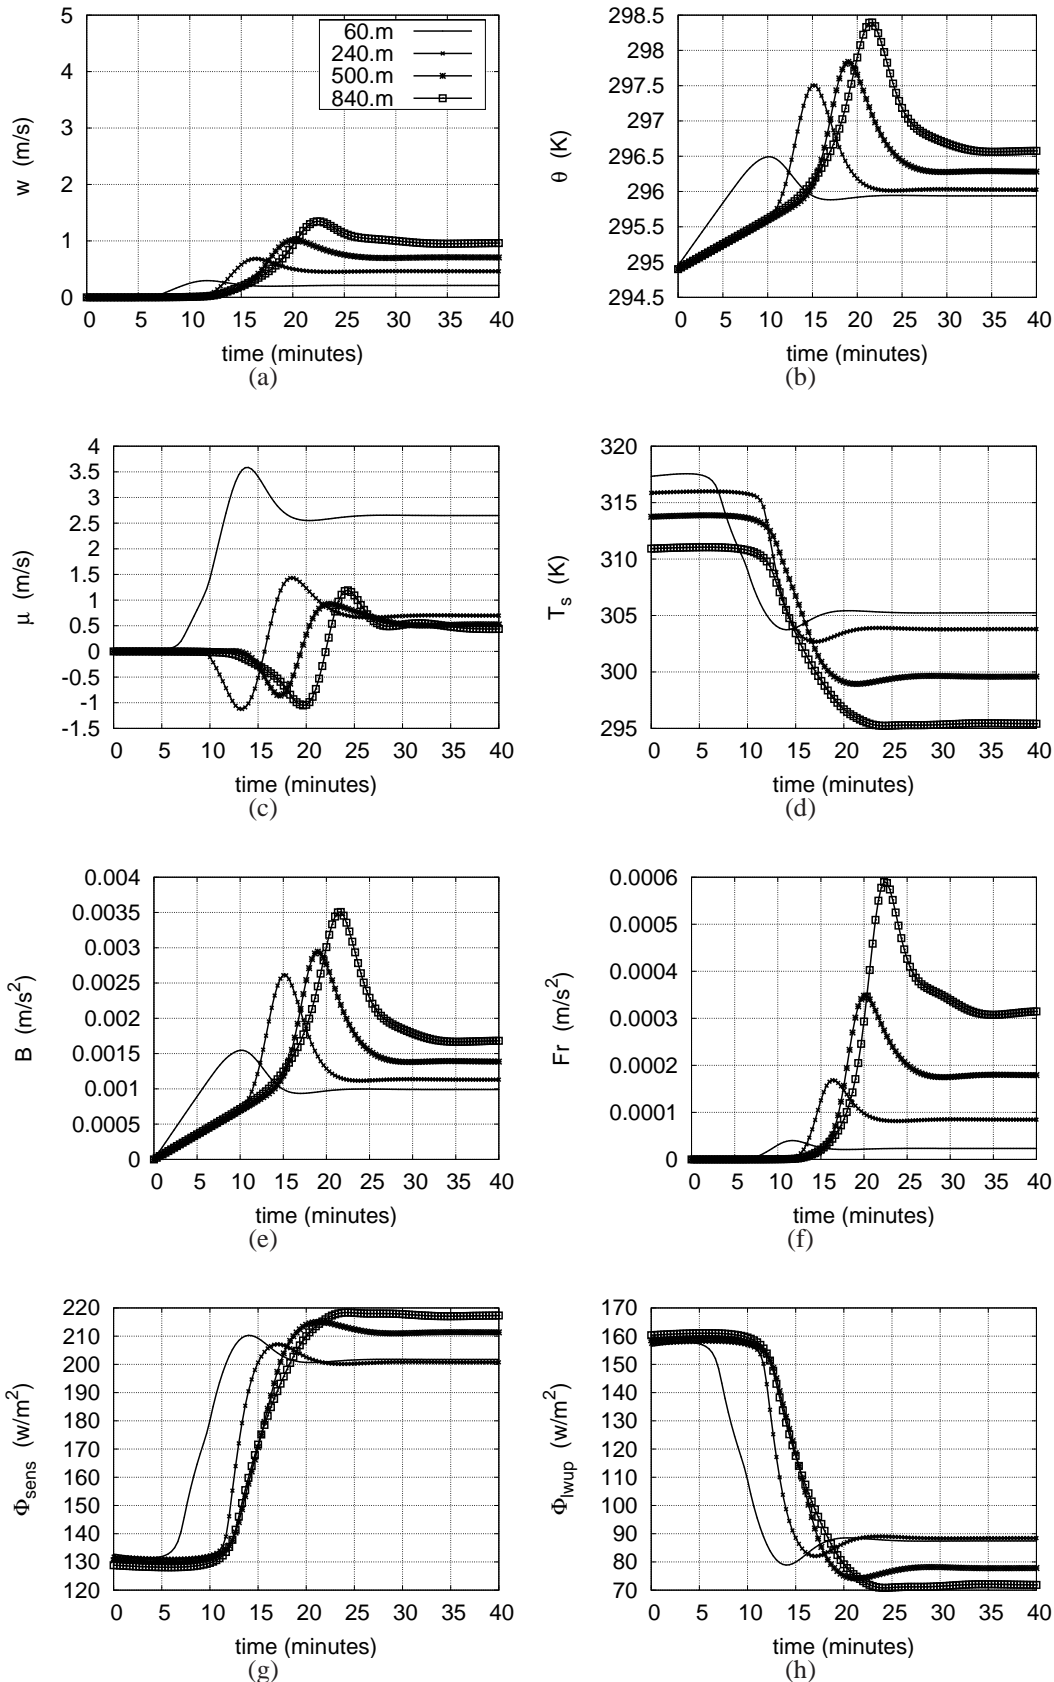 5
4
3
2
1
0
w (m/s)
60.m
240.m
500.m
840.m
0 5 10 15 20 25 30 35 40
time (minutes)
(a)
298.5
298
297.5
297
296.5
296
295.5
295
294.5
θ (K)
0 5 10 15 20 25 30 35 40
time (minutes)
(b)
4
3.5
3
2.5
2
1.5
1
0.5
0
-0.5
-1
-1.5
μ (m/s)
0 5 10 15 20 25 30 35 40
time (minutes)
(c)
320
315
310
305
300
295
T_s (K)
0 5 10 15 20 25 30 35 40
time (minutes)
(d)
0.004
0.0035
0.003
0.0025
0.002
0.0015
0.001
0.0005
0
B (m/s²)
0 5 10 15 20 25 30 35 40
time (minutes)
(e)
0.0006
0.0005
0.0004
0.0003
0.0002
0.0001
0
Fr (m/s²)
0 5 10 15 20 25 30 35 40
time (minutes)
(f)
220
210
200
190
180
170
160
150
140
130
120
Φ_sens (w/m²)
0 5 10 15 20 25 30 35 40
time (minutes)
(g)
170
160
150
140
130
120
110
100
90
80
70
Φ_lwup (w/m²)
0 5 10 15 20 25 30 35 40
time (minutes)
(h)